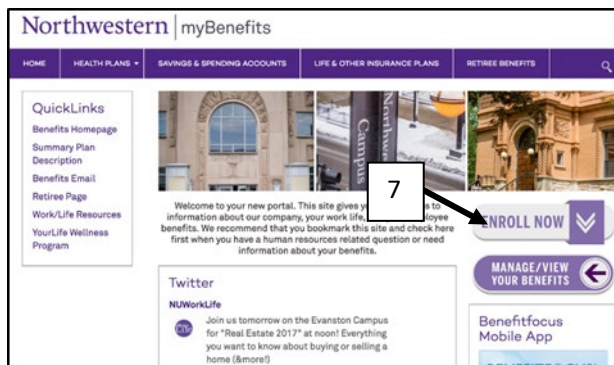 Northwestern | myBenefits
HOME HEALTH PLANS SAVINGS & SPENDING ACCOUNTS LIFE & OTHER INSURANCE PLANS RETIREE BENEFITS
QuickLinks
Benefits Homepage
Summary Plan
Description
Benefits Email
Retiree Page
Work/Life Resources
YourLife Wellness
Program
Northwestern
Campus
7
Welcome to your new portal. This site gives you to
information about our company, your work life,
benefits. We recommend that you bookmark this site and check here
first when you have a human resources related question or need
information about your benefits.
Twitter
NUWorkLife
Join us tomorrow on the Evanston Campus
for "Real Estate 2017" at noon! Everything
you want to know about buying or selling a
home (&more!)
ENROLL NOW
MANAGE/VIEW
YOUR BENEFITS
Benefitfocus
Mobile App